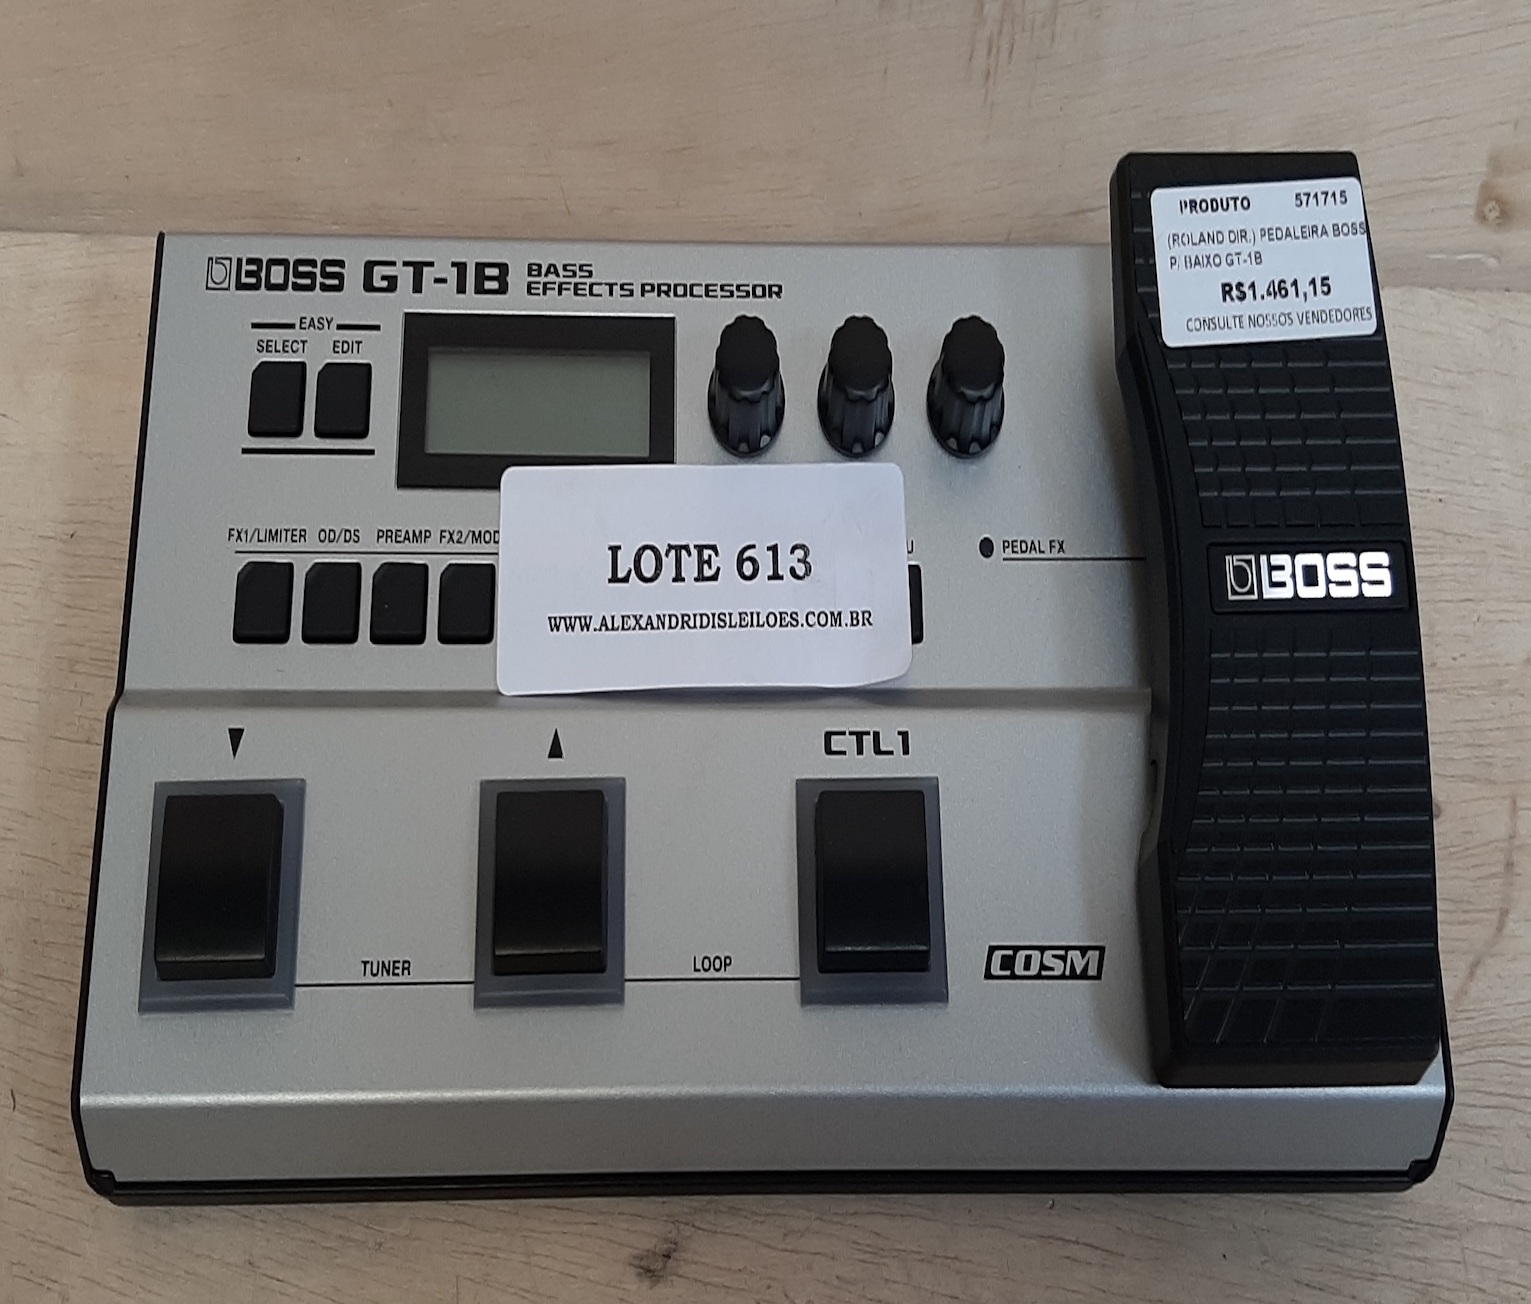 PRODUTO 571715
(ROLAND DIR.) PEDALEIRA BOSS
P/ BAIXO GT-1B
R$1.461,15
CONSULTE NOSSOS VENDEDORES
BOSS GT-1B BASS EFFECTS PROCESSOR
EASY
SELECT EDIT
FX1/LIMITER OD/DS PREAMP FX2/MOD
PEDAL FX
LOTE 613
WWW.ALEXANDRIDISLEILOES.COM.BR
BOSS
▼ ▲ CTL1
TUNER LOOP
COSM